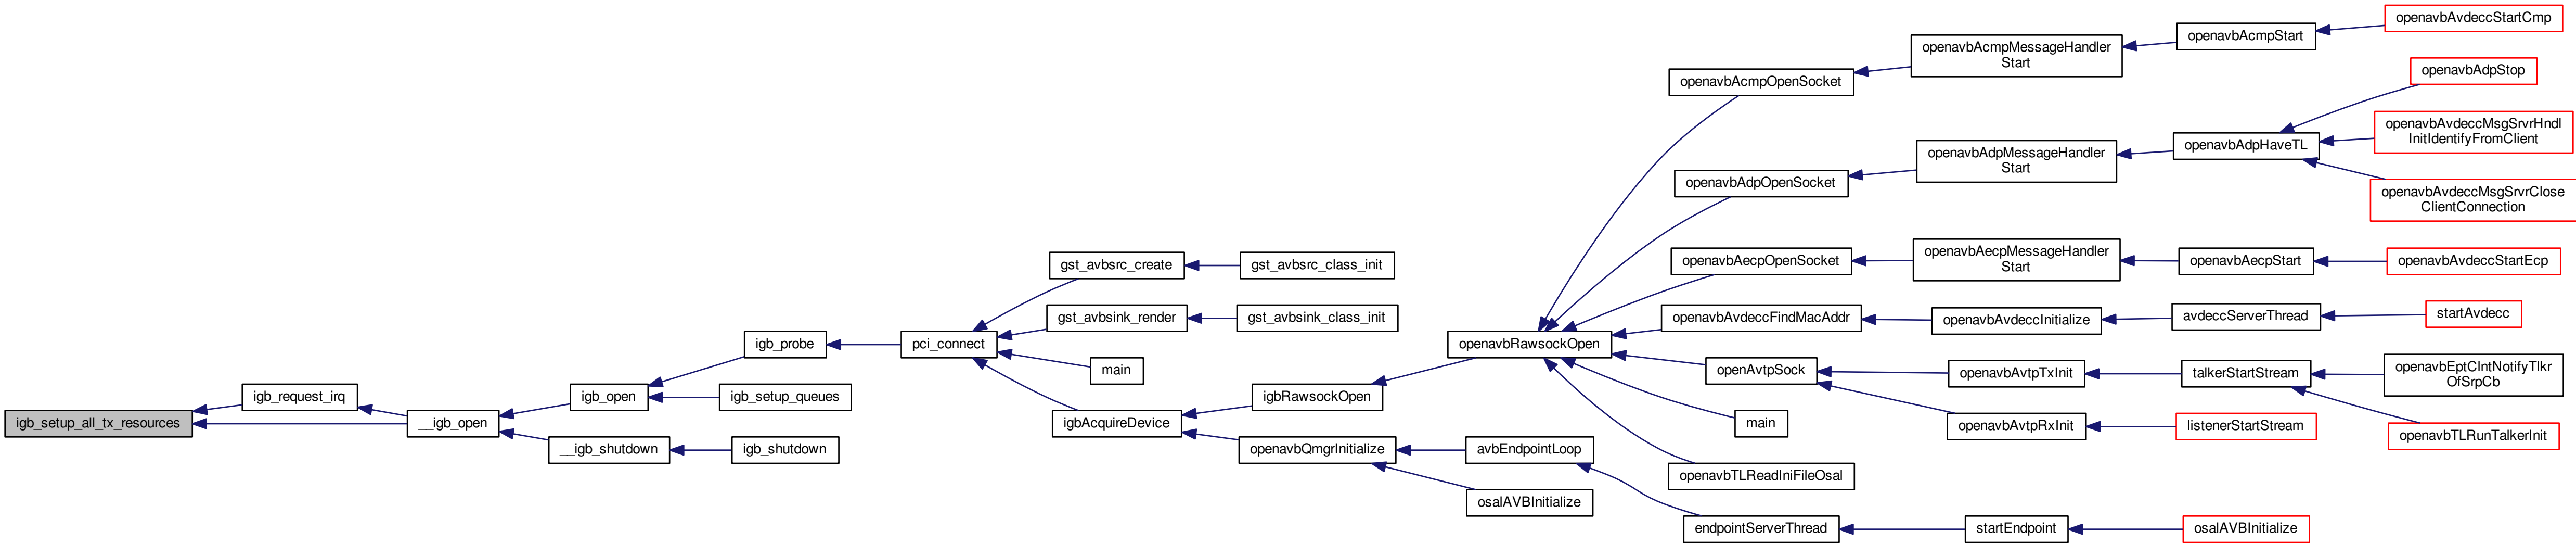 igb_setup_all_tx_resources
igb_request_irq
__igb_open
igb_open
__igb_shutdown
igb_probe
igb_setup_queues
igb_shutdown
pci_connect
gst_avbsrc_create
gst_avbsink_render
main
igbAcquireDevice
gst_avbsrc_class_init
gst_avbsink_class_init
igbRawsockOpen
openavbQmgrInitialize
openavbRawsockOpen
avbEndpointLoop
osalAVBInitialize
openavbAcmpOpenSocket
openavbAdpOpenSocket
openavbAecpOpenSocket
openavbAvdeccFindMacAddr
openAvtpSock
main
openavbTLReadIniFileOsal
endpointServerThread
openavbAcmpMessageHandler
Start
openavbAdpMessageHandler
Start
openavbAecpMessageHandler
Start
openavbAvdeccInitialize
openavbAvtpTxInit
openavbAvtpRxInit
startEndpoint
openavbAcmpStart
openavbAdpHaveTL
openavbAecpStart
avdeccServerThread
talkerStartStream
listenerStartStream
osalAVBInitialize
openavbAvdeccStartCmp
openavbAdpStop
openavbAvdeccMsgSrvrHndl
InitIdentifyFromClient
openavbAvdeccMsgSrvrClose
ClientConnection
openavbAvdeccStartEcp
startAvdecc
openavbEptClntNotifyTlkr
OfSrpCb
openavbTLRunTalkerInit